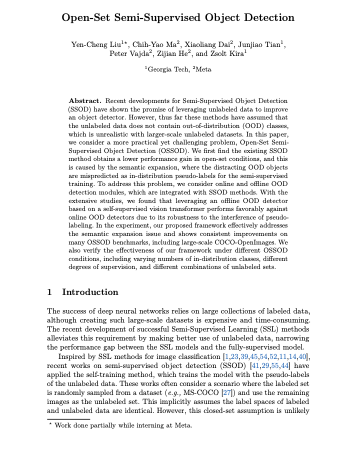 Open-Set Semi-Supervised Object Detection
Yen-Cheng Liu1*, Chih-Yao Ma2, Xiaoliang Dai2, Junjiao Tian1,
Peter Vajda2, Zijian He2, and Zsolt Kira1
1Georgia Tech, 2Meta
Abstract. Recent developments for Semi-Supervised Object Detection
(SSOD) have shown the promise of leveraging unlabeled data to improve
an object detector. However, thus far these methods have assumed that
the unlabeled data does not contain out-of-distribution (OOD) classes,
which is unrealistic with larger-scale unlabeled datasets. In this paper,
we consider a more practical yet challenging problem, Open-Set Semi-
Supervised Object Detection (OSSOD). We first find the existing SSOD
method obtains a lower performance gain in open-set conditions, and this
is caused by the semantic expansion, where the distracting OOD objects
are mispredicted as in-distribution pseudo-labels for the semi-supervised
training. To address this problem, we consider online and offline OOD
detection modules, which are integrated with SSOD methods. With the
extensive studies, we found that leveraging an offline OOD detector
based on a self-supervised vision transformer performs favorably against
online OOD detectors due to its robustness to the interference of pseudo-
labeling. In the experiment, our proposed framework effectively addresses
the semantic expansion issue and shows consistent improvements on
many OSSOD benchmarks, including large-scale COCO-OpenImages. We
also verify the effectiveness of our framework under different OSSOD
conditions, including varying numbers of in-distribution classes, different
degrees of supervision, and different combinations of unlabeled sets.
1 Introduction
The success of deep neural networks relies on large collections of labeled data,
although creating such large-scale datasets is expensive and time-consuming.
The recent development of successful Semi-Supervised Learning (SSL) methods
alleviates this requirement by making better use of unlabeled data, narrowing
the performance gap between the SSL models and the fully-supervised model.
Inspired by SSL methods for image classification [1,23,39,45,54,52,11,14,40],
recent works on semi-supervised object detection (SSOD) [41,29,55,44] have
applied the self-training method, which trains the model with the pseudo-labels
of the unlabeled data. These works often consider a scenario where the labeled set
is randomly sampled from a dataset (e.g., MS-COCO [27]) and use the remaining
images as the unlabeled set. This implicitly assumes the label spaces of labeled
and unlabeled data are identical. However, this closed-set assumption is unlikely
* Work done partially while interning at Meta.